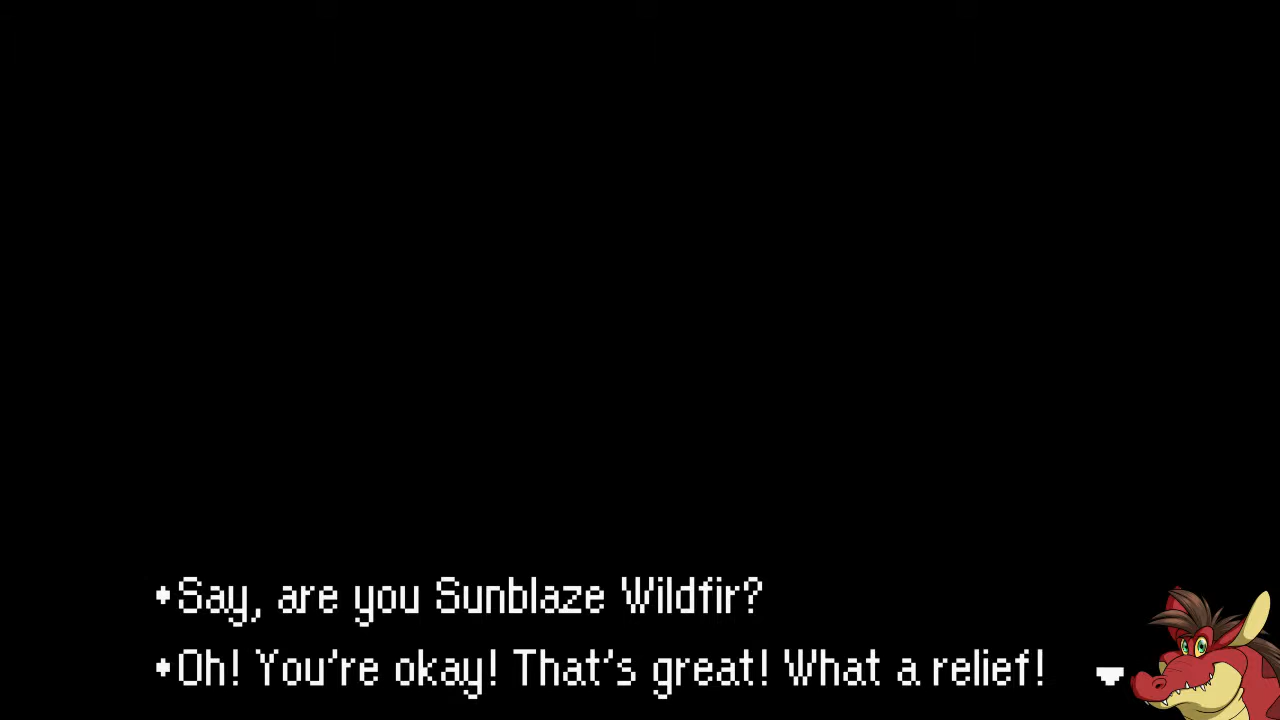 •Say, are you Sunblaze Wildfir?
•Oh! You're okay! That's great! What a relief!